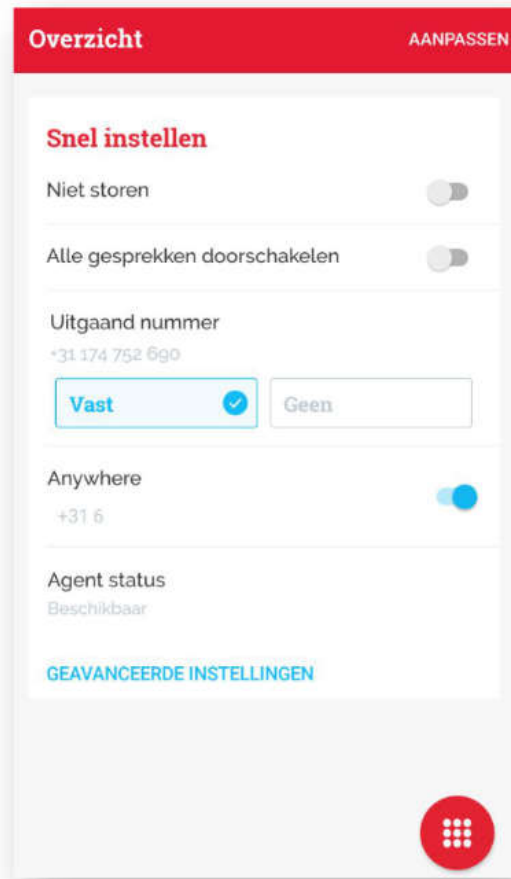 Overzicht AANPASSEN
Snel instellen
Niet storen
Alle gesprekken doorschakelen
Uitgaand nummer
+31 174 752 690
Vast Geen
Anywhere
+31 6
Agent status
Beschikbaar
GEAVANCEERDE INSTELLINGEN